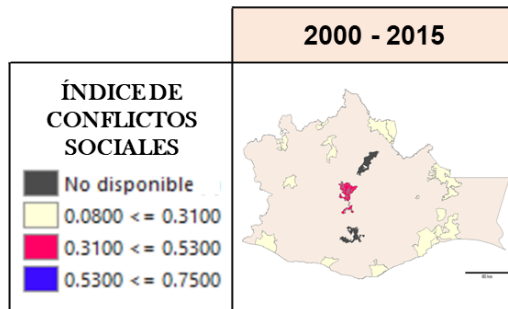 2000 - 2015
ÍNDICE DE
CONFLICTOS
SOCIALES
No disponible
0.0800 <= 0.3100
0.3100 <= 0.5300
0.5300 <= 0.7500